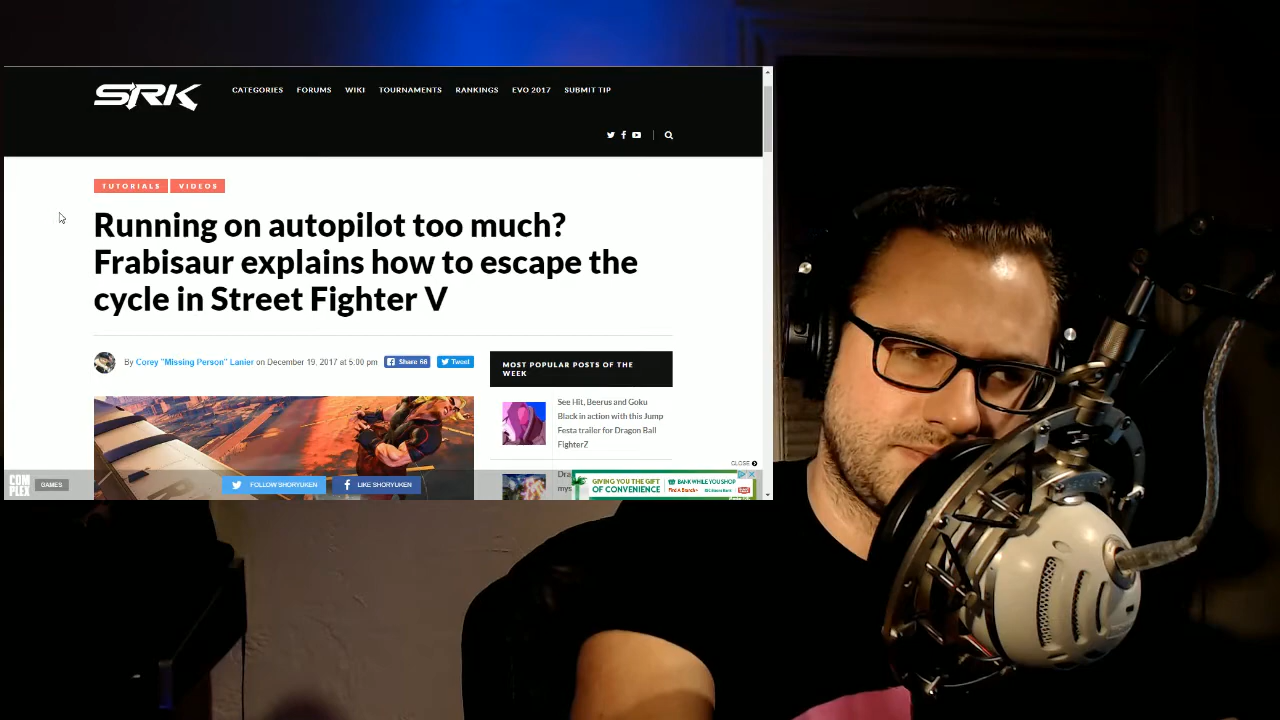 SRK
CATEGORIES FORUMS WIKI TOURNAMENTS RANKINGS EVO 2017 SUBMIT TIP
TUTORIALS VIDEOS
Running on autopilot too much?
Frabisaur explains how to escape the
cycle in Street Fighter V
By Corey "Missing Person" Lanier on December 19, 2017 at 5:00 pm
Share 66
Tweet
MOST POPULAR POSTS OF THE
WEEK
See Hit, Beerus and Goku
Black in action with this Jump
Festa trailer for Dragon Ball
FighterZ
CLOSE
COMPLEX
GAMES
FOLLOW SHORYUKEN
LIKE SHORYUKEN
GIVING YOU THE GIFT
OF CONVENIENCE
BANK WHILE YOU SHOP
Find A Branch